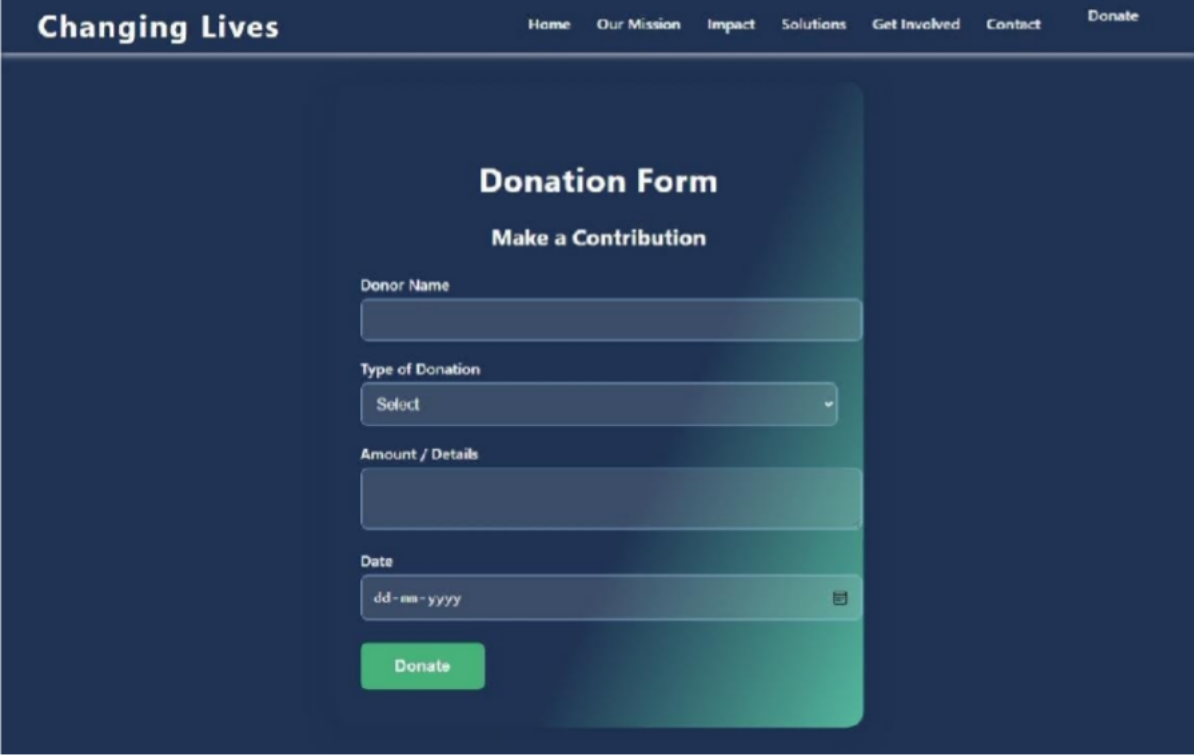 Changing Lives
Home Our Mission Impact Solutions Get Involved Contact Donate
Donation Form
Make a Contribution
Donor Name
Type of Donation
Select
Amount / Details
Date
dd-mm-yyyy
Donate